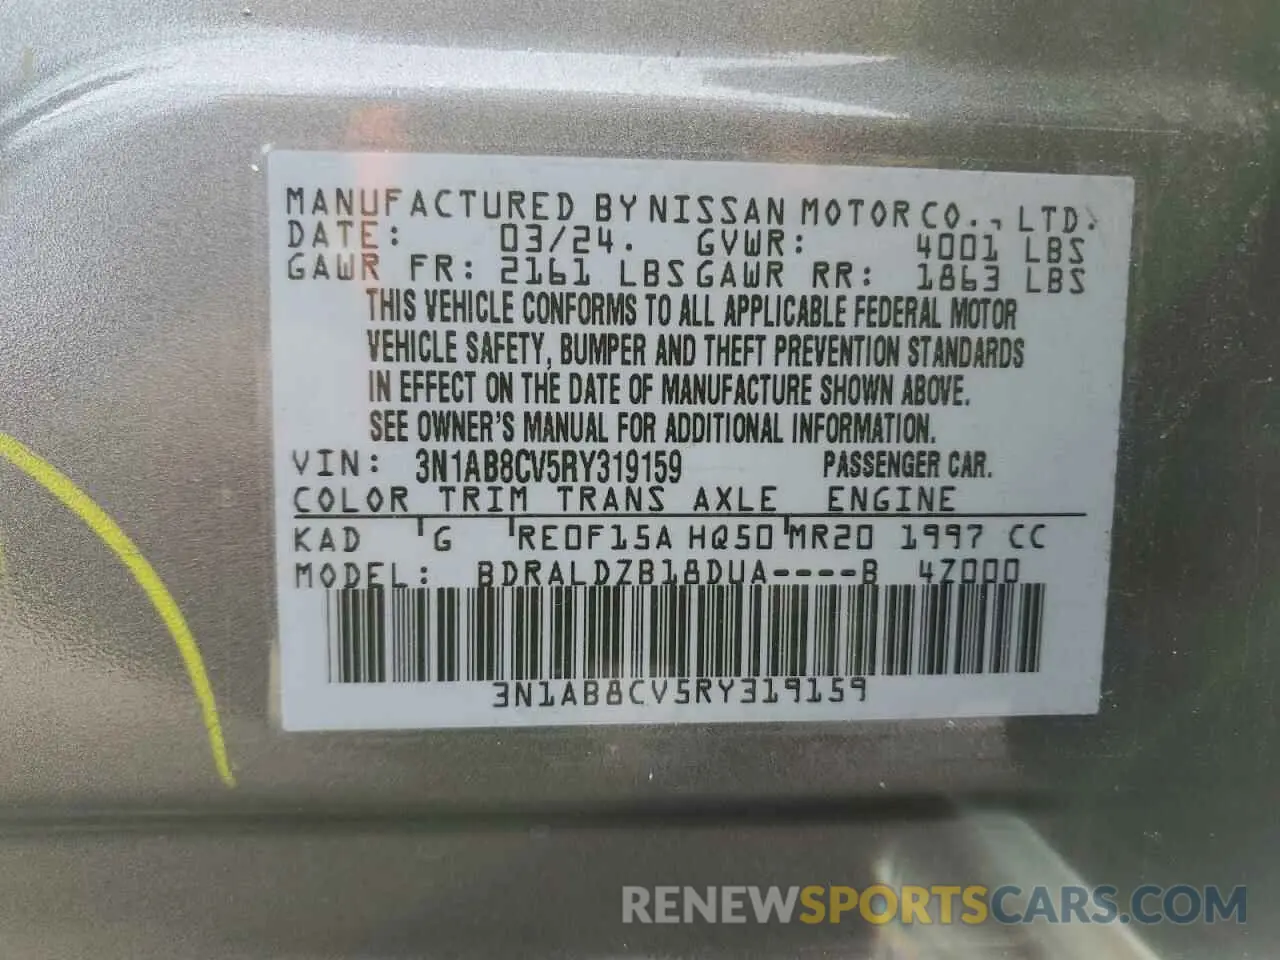 MANUFACTURED BY NISSAN MOTOR CO., LTD.
DATE: 03/24. GVWR: 4001 LBS
GAWR FR: 2161 LBS GAWR RR: 1863 LBS
THIS VEHICLE CONFORMS TO ALL APPLICABLE FEDERAL MOTOR
VEHICLE SAFETY, BUMPER AND THEFT PREVENTION STANDARDS
IN EFFECT ON THE DATE OF MANUFACTURE SHOWN ABOVE.
SEE OWNER'S MANUAL FOR ADDITIONAL INFORMATION.
VIN: 3N1AB8CV5RY319159 PASSENGER CAR.
COLOR TRIM TRANS AXLE ENGINE
KAD G RE0F15A HQ50 MR20 1997 CC
MODEL: BDRALDZB18DUA----B 4Z000
3N1AB8CV5RY319159
RENEWSPORTSCARS.COM